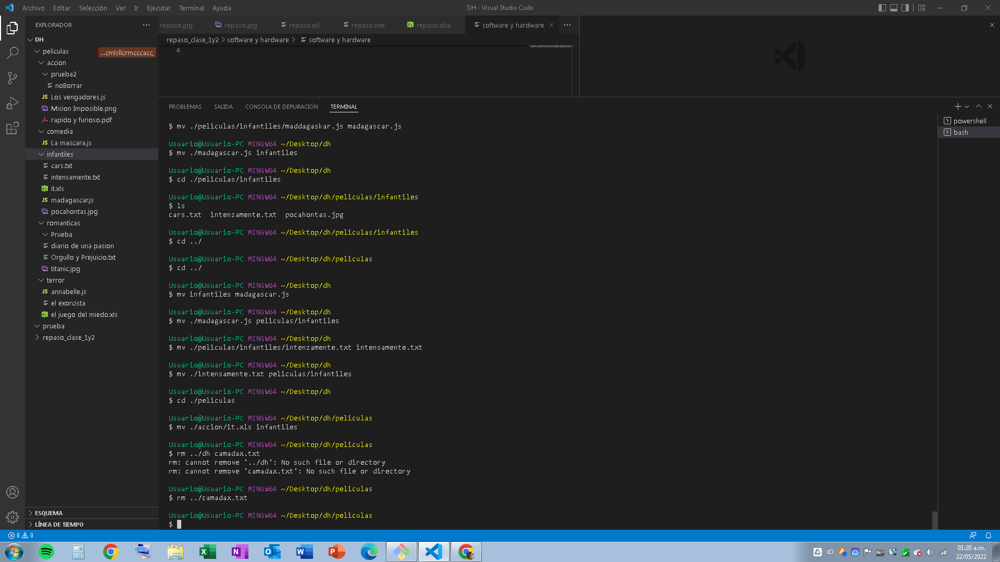 Archivo Editar Selección Ver Ir Ejecutar Terminal Ayuda
DH - Visual Studio Code
EXPLORADOR
DH
peliculas
...cmlsllcrmcccacc,
accion
prueba2
noBorrar
JS Los vengadores.js
Mision Imposible.png
rapido y furioso.pdf
comedia
JS La mascara.js
infantiles
cars.txt
intensamente.txt
it.xls
JS madagascar.js
pocahontas.jpg
romanticas
Prueba
diario de una pasion
Orgullo y Prejuicio.txt
titanic.jpg
terror
JS annabelle.js
el exorcista
el juego del miedo.xls
prueba
repaso_clase_1y2
ESQUEMA
LÍNEA DE TIEMPO
repaso.jpg repaso.jpg repaso.xsl repaso.exe repaso.xlsx software y hardware
repaso_clase_1y2 > software y hardware > software y hardware
4
PROBLEMAS SALIDA CONSOLA DE DEPURACIÓN TERMINAL
$ mv ./peliculas/infantiles/maddagaskar.js madagascar.js
Usuario@Usuario-PC MINGW64 ~/Desktop/dh
$ mv ./madagascar.js infantiles
Usuario@Usuario-PC MINGW64 ~/Desktop/dh
$ cd ./peliculas/infantiles
Usuario@Usuario-PC MINGW64 ~/Desktop/dh/peliculas/infantiles
$ ls
cars.txt intenzamente.txt pocahontas.jpg
Usuario@Usuario-PC MINGW64 ~/Desktop/dh/peliculas/infantiles
$ cd ../
Usuario@Usuario-PC MINGW64 ~/Desktop/dh/peliculas
$ cd ../
Usuario@Usuario-PC MINGW64 ~/Desktop/dh
$ mv infantiles madagascar.js
Usuario@Usuario-PC MINGW64 ~/Desktop/dh
$ mv ./madagascar.js peliculas/infantiles
Usuario@Usuario-PC MINGW64 ~/Desktop/dh
$ mv ./peliculas/infantiles/intenzamente.txt intensamente.txt
Usuario@Usuario-PC MINGW64 ~/Desktop/dh
$ mv ./intensamente.txt peliculas/infantiles
Usuario@Usuario-PC MINGW64 ~/Desktop/dh
$ cd ./peliculas
Usuario@Usuario-PC MINGW64 ~/Desktop/dh/peliculas
$ mv ./accion/it.xls infantiles
Usuario@Usuario-PC MINGW64 ~/Desktop/dh/peliculas
$ rm ../dh camadax.txt
rm: cannot remove '../dh': No such file or directory
rm: cannot remove 'camadax.txt': No such file or directory
Usuario@Usuario-PC MINGW64 ~/Desktop/dh/peliculas
$ rm ../camadax.txt
Usuario@Usuario-PC MINGW64 ~/Desktop/dh/peliculas
$
powershell
bash
0 0
01:20 a.m.
22/05/2022